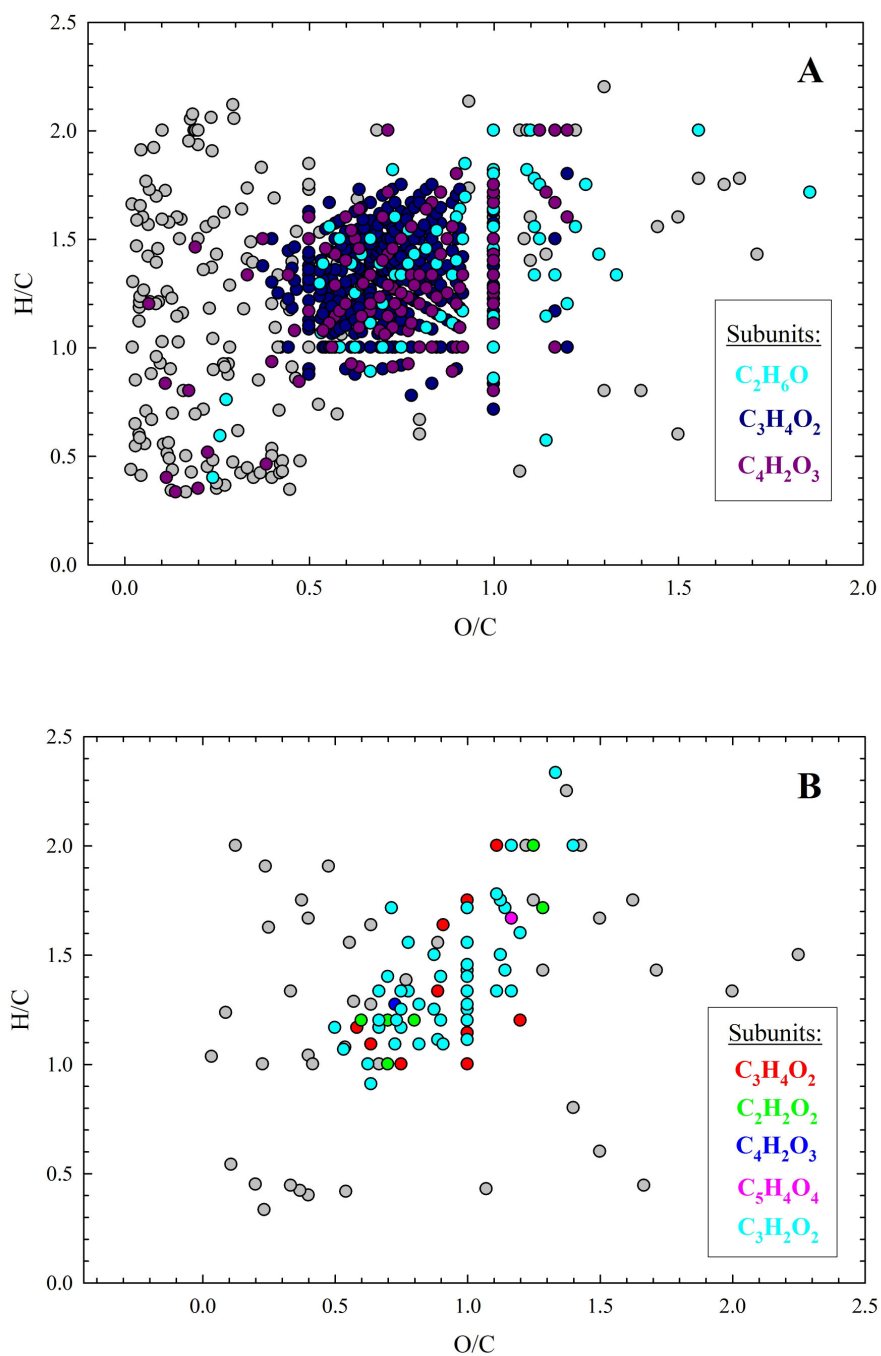 A
2.5
2.0
1.5
1.0
0.5
0.0
H/C
0.0 0.5 1.0 1.5 2.0
O/C
Subunits:
C₂H₆O
C₃H₄O₂
C₄H₂O₃
B
2.5
2.0
1.5
1.0
0.5
0.0
H/C
0.0 0.5 1.0 1.5 2.0 2.5
O/C
Subunits:
C₃H₄O₂
C₂H₂O₂
C₄H₂O₃
C₅H₄O₄
C₃H₂O₂